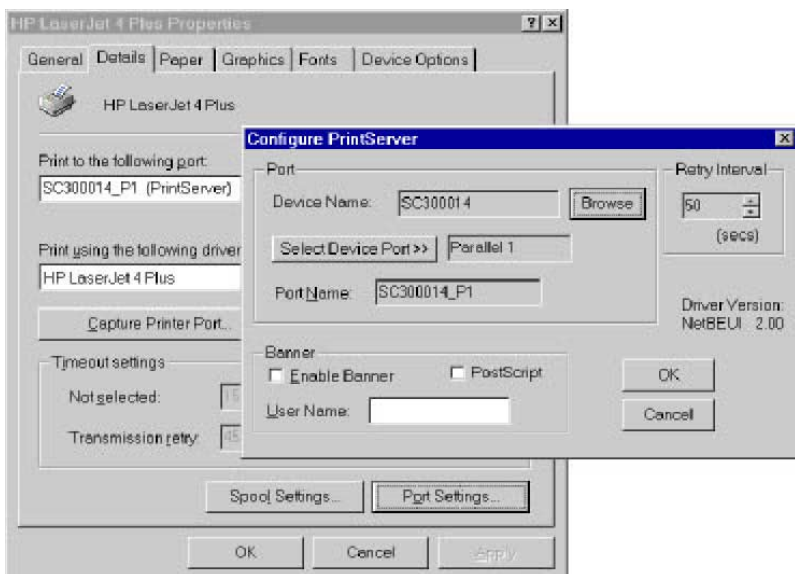 HP LaserJet 4 Plus Properties
General Details Paper Graphics Fonts Device Options
HP LaserJet 4 Plus
Print to the following port:
SC300014_P1 (PrintServer)
Print using the following driver
HP LaserJet 4 Plus
Capture Printer Port...
Timeout settings
Not selected:
Transmission retry:
Spool Settings... Port Settings...
OK Cancel Apply
Configure PrintServer
Port
Device Name: SC300014 Browse
Select Device Port >> Parallel 1
Port Name: SC300014_P1
Retry Interval
50
(secs)
Driver Version:
NetBEUI 2.00
Banner
Enable Banner PostScript
User Name:
OK
Cancel